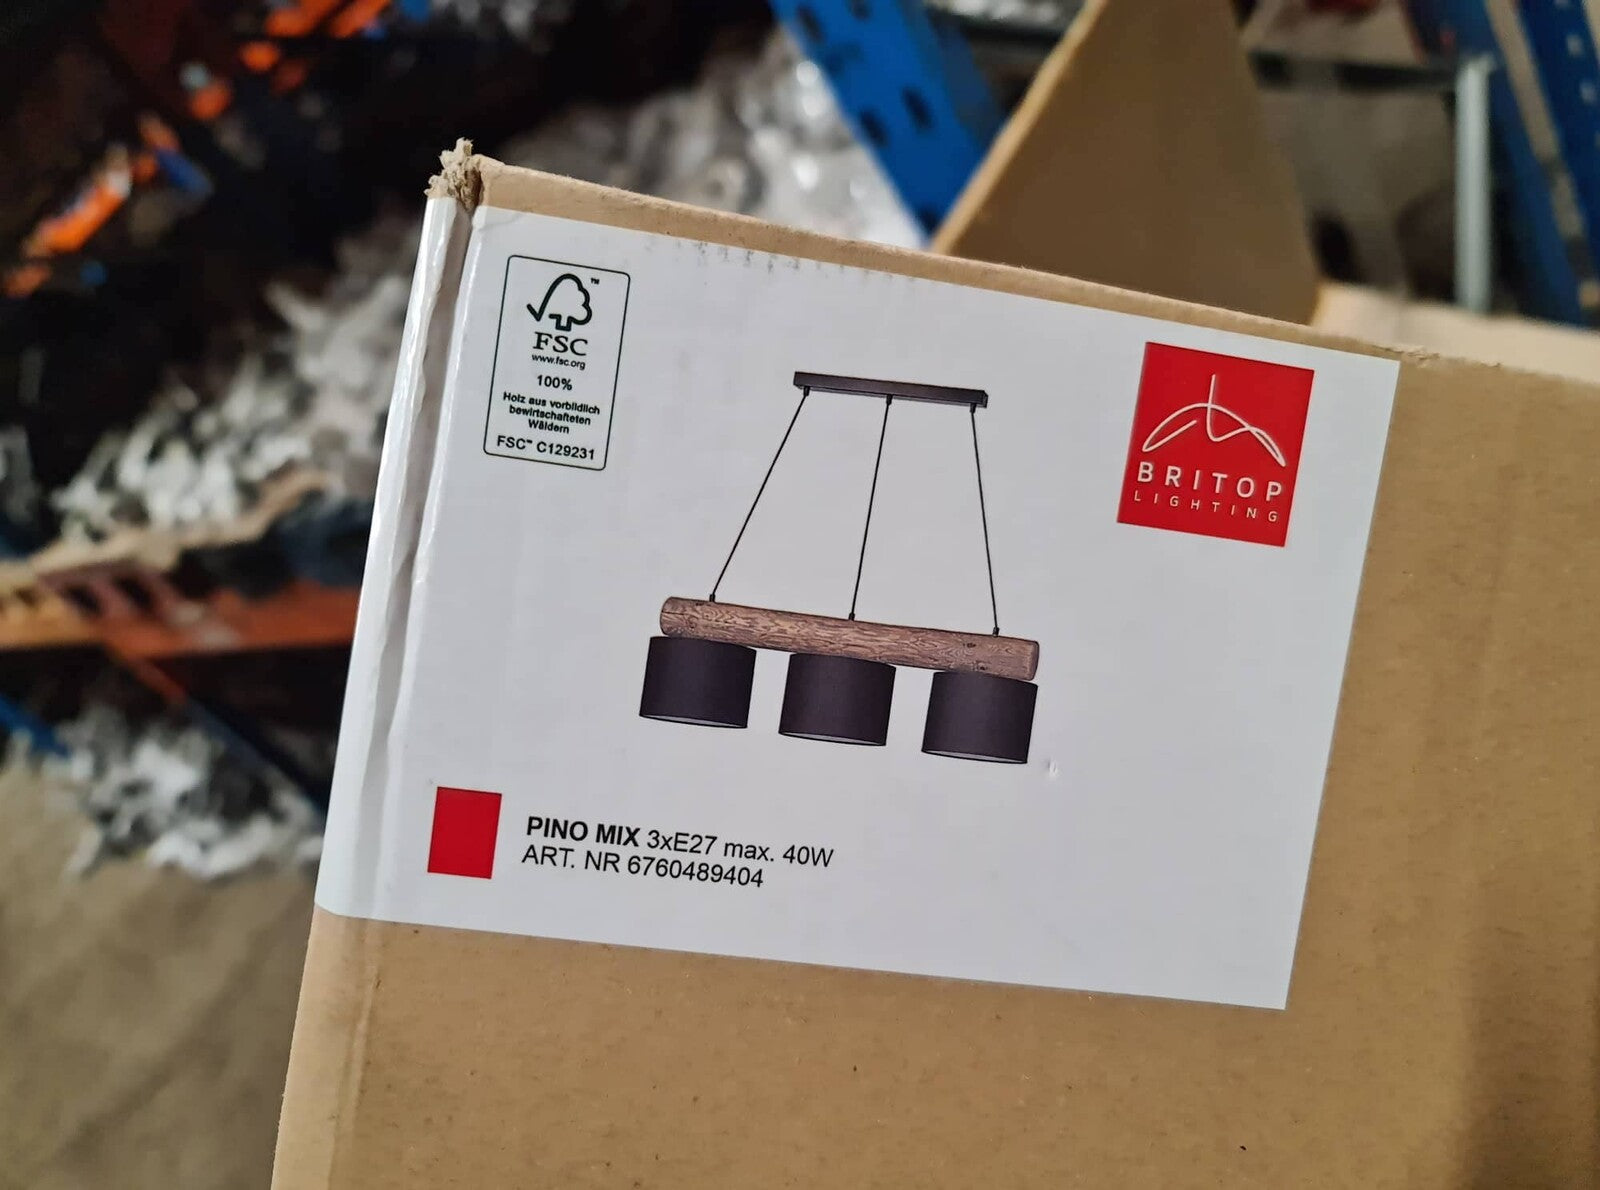 FSC
www.fsc.org
100%
Holz aus vorbildlich
bewirtschafteten
Wäldern
FSC™ C129231
BRITOP
LIGHTING
PINO MIX 3xE27 max. 40W
ART. NR 6760489404